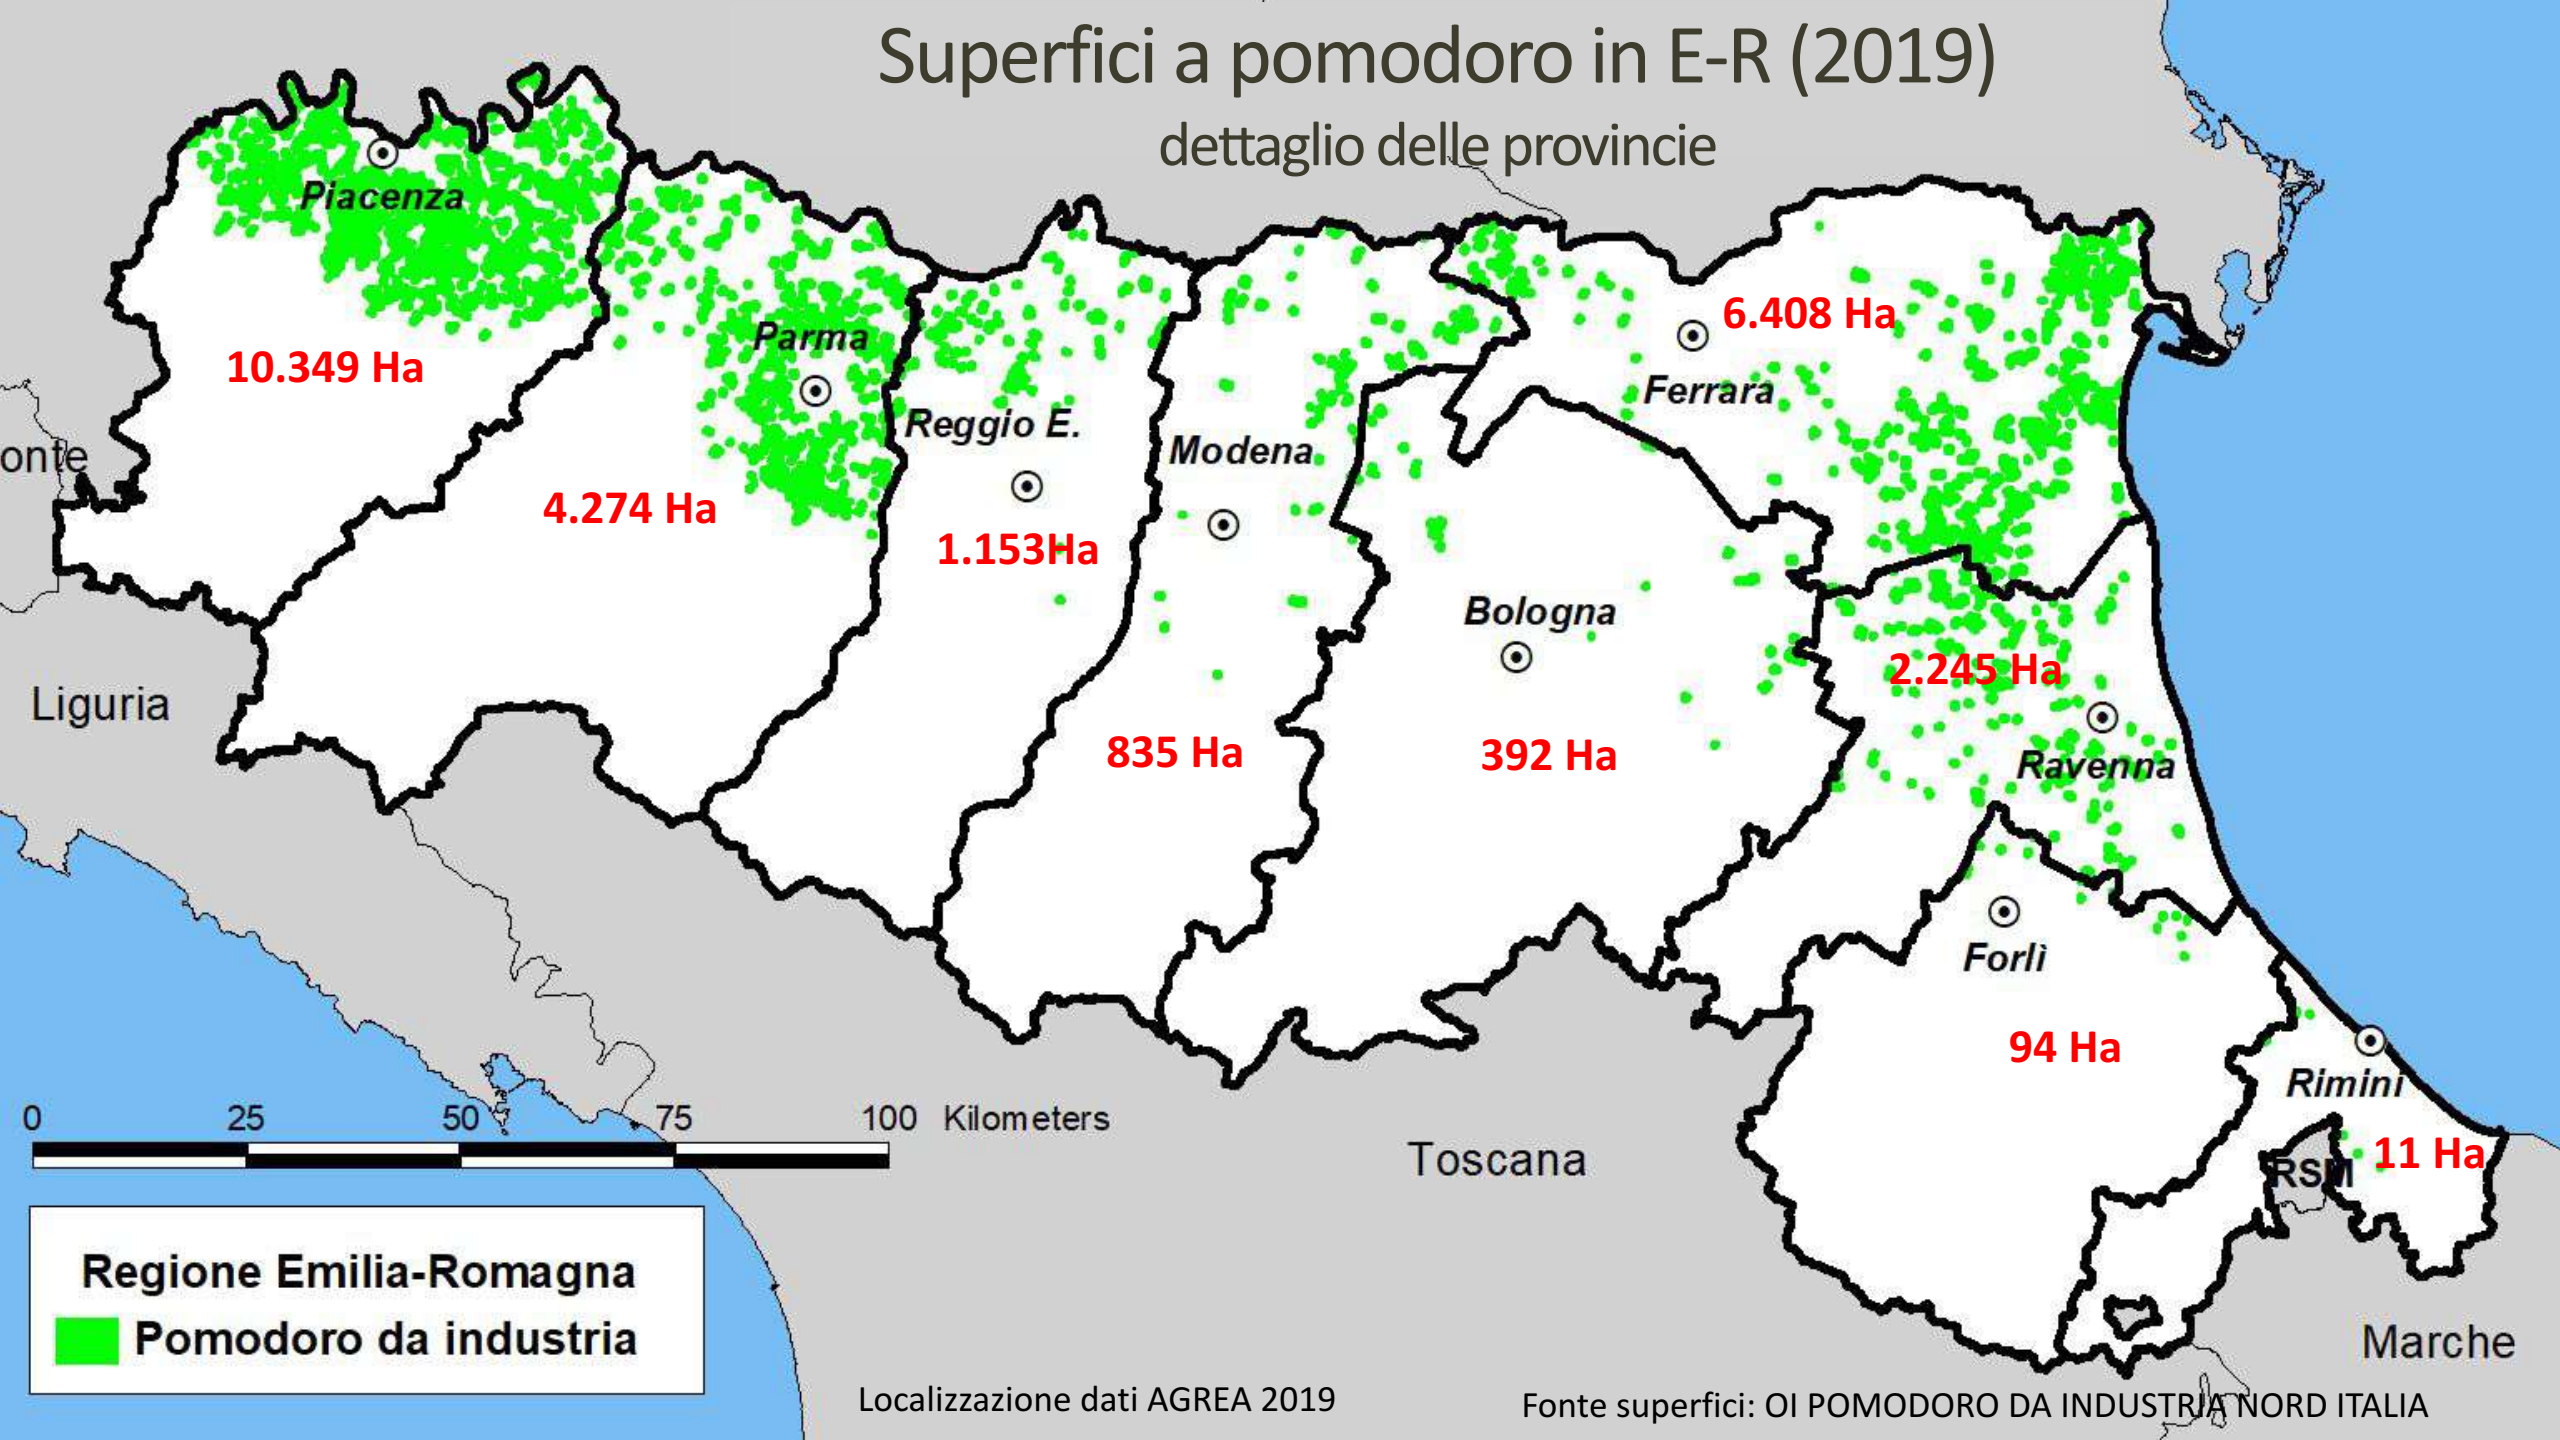 Superfici a pomodoro in E-R (2019)
dettaglio delle provincie
Piacenza
10.349 Ha
Parma
4.274 Ha
Reggio E.
1.153Ha
Modena
835 Ha
Bologna
392 Ha
6.408 Ha
Ferrara
2.245 Ha
Ravenna
Forlì
94 Ha
Rimini
11 Ha
RSM
onte
Liguria
Toscana
Marche
0 25 50 75 100 Kilometers
Regione Emilia-Romagna
Pomodoro da industria
Localizzazione dati AGREA 2019
Fonte superfici: OI POMODORO DA INDUSTRIA NORD ITALIA